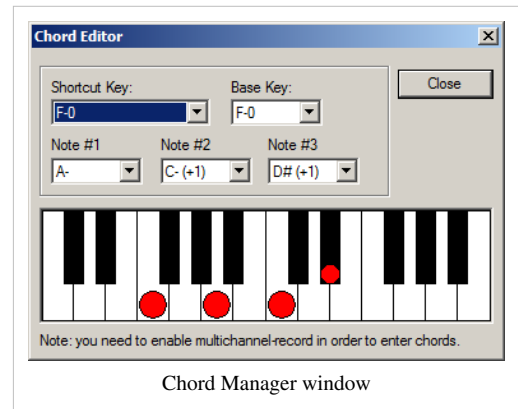 Chord Editor
Shortcut Key: Base Key: Close
F-0 F-0
Note #1 Note #2 Note #3
A- C- (+1) D# (+1)
Note: you need to enable multichannel-record in order to enter chords.
Chord Manager window